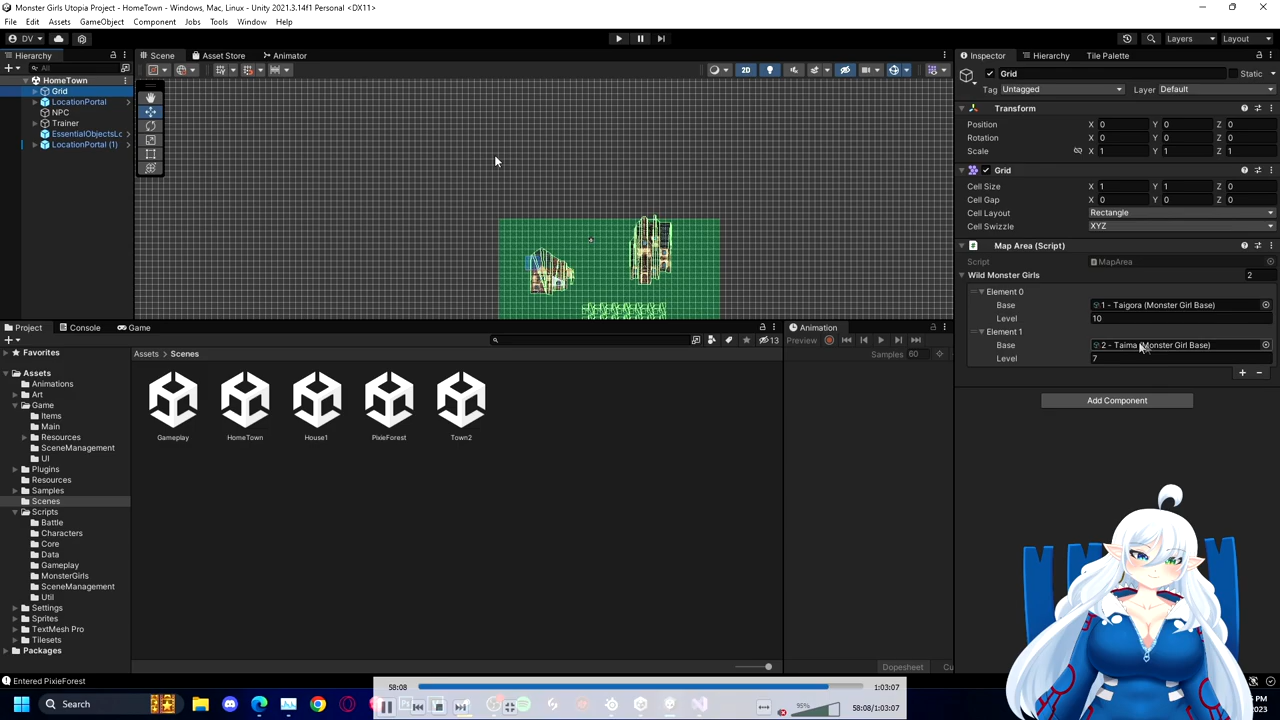 Monster Girls Utopia Project - HomeTown - Windows, Mac, Linux - Unity 2021.3.14f1 Personal <DX11>
File Edit Assets GameObject Component Jobs Tools Window Help
DV Layers Layout
Hierarchy
All
HomeTown
Grid
LocationPortal
NPC
Trainer
EssentialObjectsLo
LocationPortal (1)
Scene Asset Store Animator
2D
Project Console Game
13
Favorites
Assets
Animations
Art
Game
Items
Main
Resources
SceneManagement
UI
Plugins
Resources
Samples
Scenes
Scripts
Battle
Characters
Core
Data
Gameplay
MonsterGirls
SceneManagement
Util
Settings
Sprites
TextMesh Pro
Tilesets
Packages
Assets > Scenes
Gameplay HomeTown House1 PixieForest Town2
Animation
Preview Samples 60
Dopesheet Cu
Inspector Hierarchy Tile Palette
Grid Static
Tag Untagged Layer Default
Transform
Position X 0 Y 0 Z 0
Rotation X 0 Y 0 Z 0
Scale X 1 Y 1 Z 1
Grid
Cell Size X 1 Y 1 Z 0
Cell Gap X 0 Y 0 Z 0
Cell Layout Rectangle
Cell Swizzle XYZ
Map Area (Script)
Script MapArea
Wild Monster Girls 2
Element 0
Base 1 - Taigora (Monster Girl Base)
Level 10
Element 1
Base 2 - Taima (Monster Girl Base)
Level 7
Add Component
Entered PixieForest
Search
58:08 1:03:07
95% 58:08/1:03:07